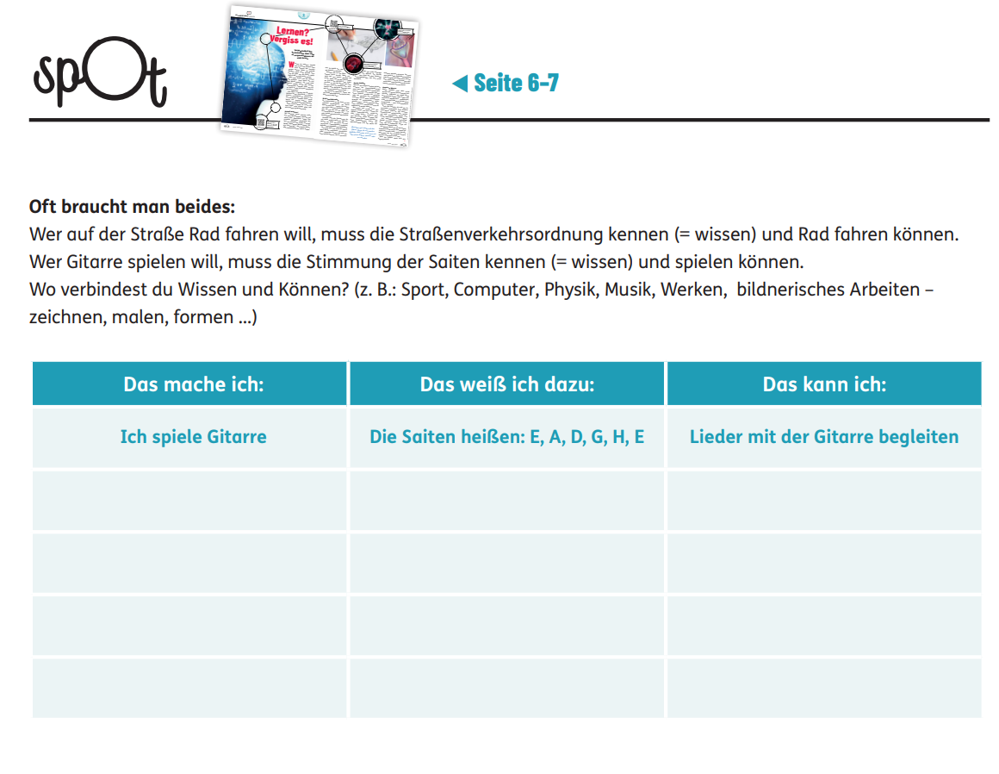 spOt
Lernen?
Vergiss es!
◄ Seite 6–7
Oft braucht man beides:
Wer auf der Straße Rad fahren will, muss die Straßenverkehrsordnung kennen (= wissen) und Rad fahren können.
Wer Gitarre spielen will, muss die Stimmung der Saiten kennen (= wissen) und spielen können.
Wo verbindest du Wissen und Können? (z. B.: Sport, Computer, Physik, Musik, Werken, bildnerisches Arbeiten –
zeichnen, malen, formen ...)
Das mache ich: Das weiß ich dazu: Das kann ich:
Ich spiele Gitarre Die Saiten heißen: E, A, D, G, H, E Lieder mit der Gitarre begleiten